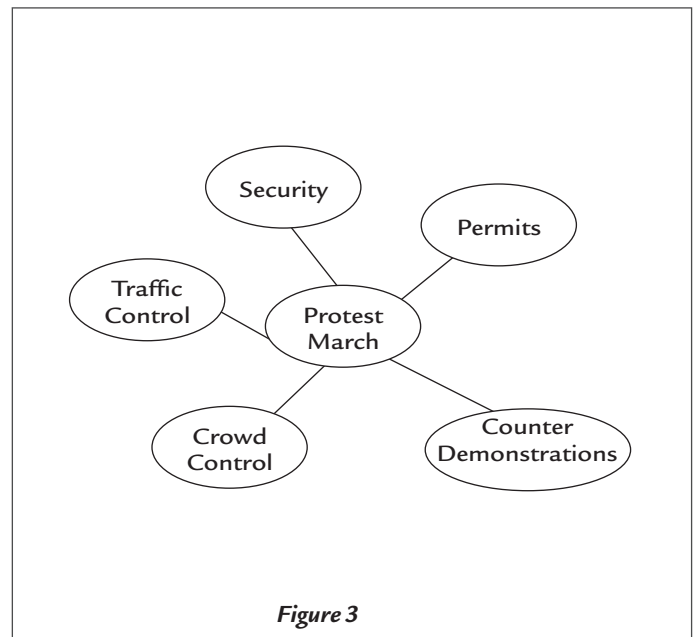 Security
Permits
Traffic
Control
Protest
March
Crowd
Control
Counter
Demonstrations
Figure 3